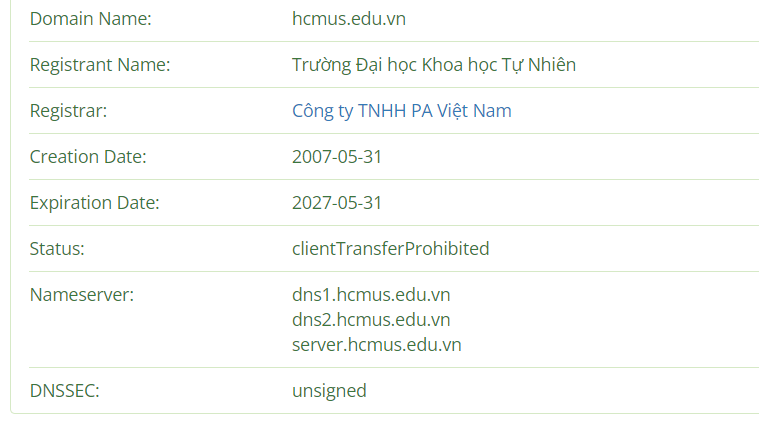 Domain Name: hcmus.edu.vn
Registrant Name: Trường Đại học Khoa học Tự Nhiên
Registrar: Công ty TNHH PA Việt Nam
Creation Date: 2007-05-31
Expiration Date: 2027-05-31
Status: clientTransferProhibited
Nameserver: dns1.hcmus.edu.vn
dns2.hcmus.edu.vn
server.hcmus.edu.vn
DNSSEC: unsigned